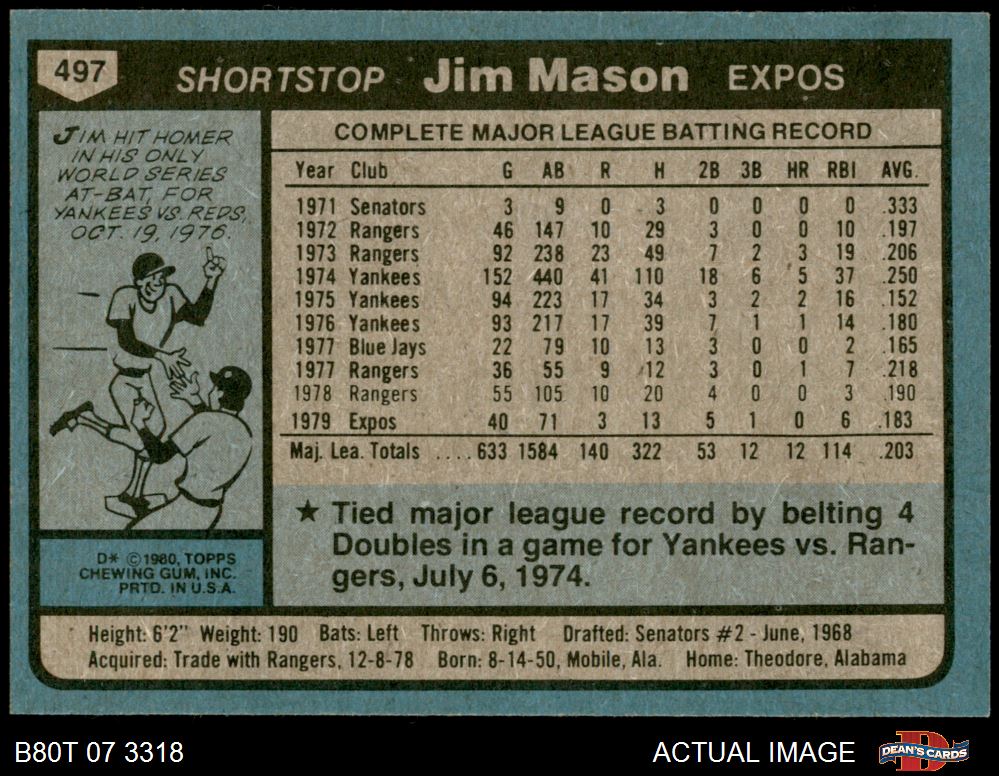 497 SHORTSTOP Jim Mason EXPOS
JIM HIT HOMER
IN HIS ONLY
WORLD SERIES
AT-BAT, FOR
YANKEES VS. REDS,
OCT. 19, 1976.
D* ©1980, TOPPS
CHEWING GUM, INC.
PRTD. IN U.S.A.
COMPLETE MAJOR LEAGUE BATTING RECORD
Year Club G AB R H 2B 3B HR RBI AVG.
1971 Senators 3 9 0 3 0 0 0 0 .333
1972 Rangers 46 147 10 29 3 0 0 10 .197
1973 Rangers 92 238 23 49 7 2 3 19 .206
1974 Yankees 152 440 41 110 18 6 5 37 .250
1975 Yankees 94 223 17 34 3 2 2 16 .152
1976 Yankees 93 217 17 39 7 1 1 14 .180
1977 Blue Jays 22 79 10 13 3 0 0 2 .165
1977 Rangers 36 55 9 12 3 0 1 7 .218
1978 Rangers 55 105 10 20 4 0 0 3 .190
1979 Expos 40 71 3 13 5 1 0 6 .183
Maj. Lea. Totals ....633 1584 140 322 53 12 12 114 .203
★ Tied major league record by belting 4
Doubles in a game for Yankees vs. Ran-
gers, July 6, 1974.
Height: 6'2" Weight: 190 Bats: Left Throws: Right Drafted: Senators #2 - June, 1968
Acquired: Trade with Rangers, 12-8-78 Born: 8-14-50, Mobile, Ala. Home: Theodore, Alabama
B80T 07 3318 ACTUAL IMAGE DEAN'S CARDS